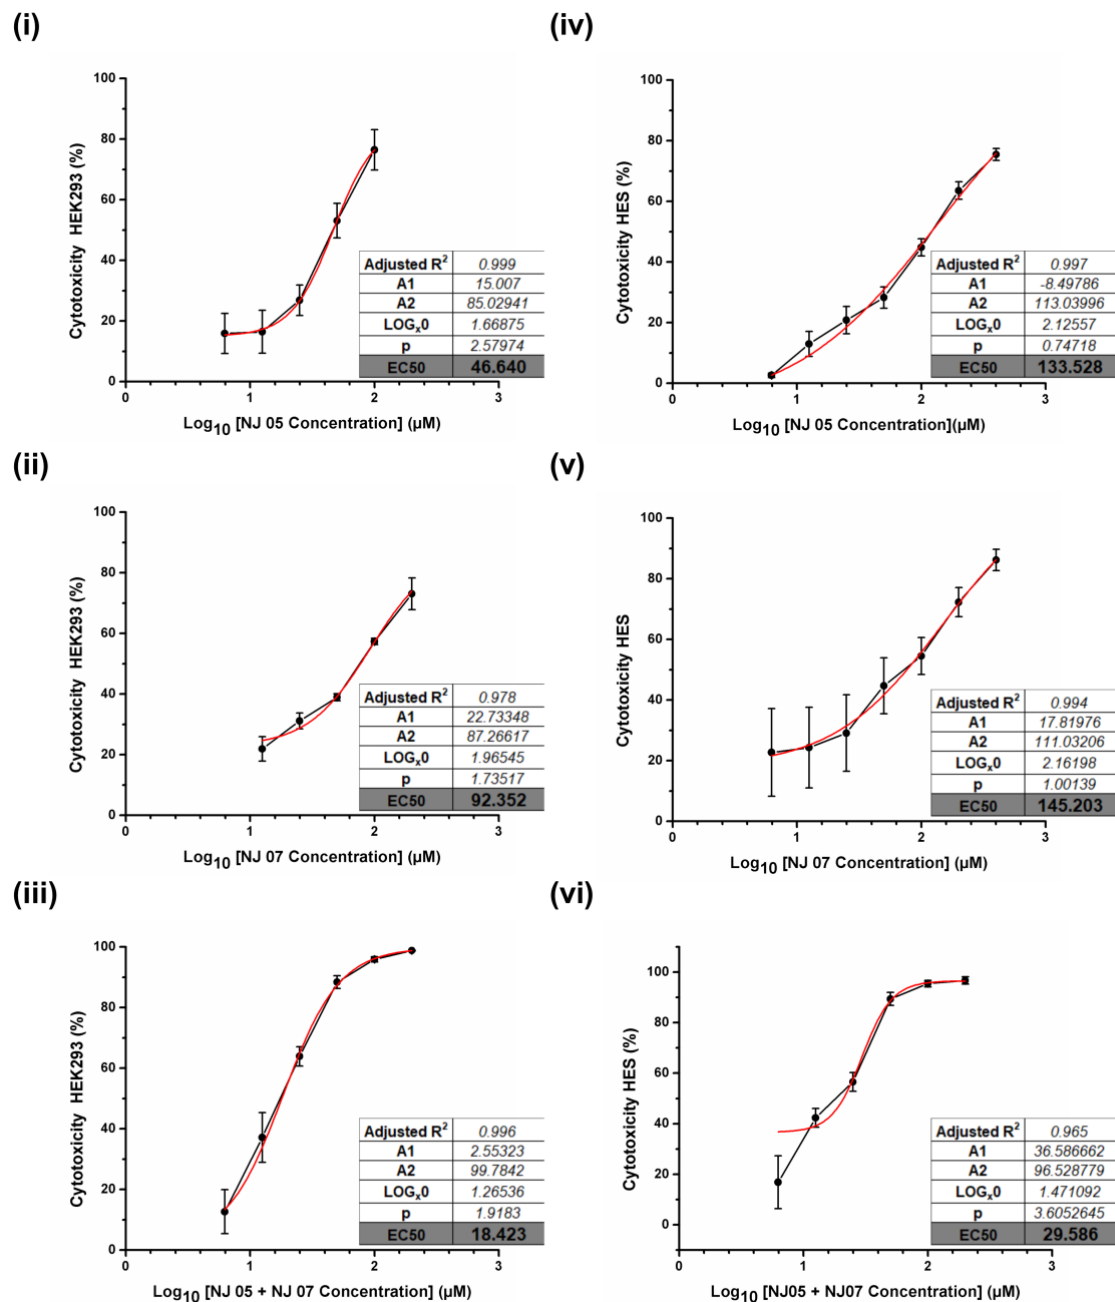 (i)
100
80
60
40
20
0
0
1
2
3
Cytotoxicity HEK293 (%)
Log10 [NJ 05 Concentration] (µM)
Adjusted R² 0.999
A1 15.007
A2 85.02941
LOGx0 1.66875
p 2.57974
EC50 46.640
(iv)
100
80
60
40
20
0
1
2
3
Cytotoxicity HES (%)
Log10 [NJ 05 Concentration](µM)
Adjusted R² 0.997
A1 -8.49786
A2 113.03996
LOGx0 2.12557
p 0.74718
EC50 133.528
(ii)
100
80
60
40
20
0
0
1
2
3
Cytotoxicity HEK293 (%)
Log10 [NJ 07 Concentration] (µM)
Adjusted R² 0.978
A1 22.73348
A2 87.26617
LOGx0 1.96545
p 1.73517
EC50 92.352
(v)
100
80
60
40
20
0
0
1
2
3
Cytotoxicity HES
Log10 [NJ 07 Concentration] (µM)
Adjusted R² 0.994
A1 17.81976
A2 111.03206
LOGx0 2.16198
p 1.00139
EC50 145.203
(iii)
100
80
60
40
20
0
0
1
2
3
Cytotoxicity HEK293 (%)
Log10 [NJ 05 + NJ 07 Concentration] (µM)
Adjusted R² 0.996
A1 2.55323
A2 99.7842
LOGx0 1.26536
p 1.9183
EC50 18.423
(vi)
100
80
60
40
20
0
0
1
2
3
Cytotoxicity HES (%)
Log10 [NJ05 + NJ07 Concentration] (µM)
Adjusted R² 0.965
A1 36.586662
A2 96.528779
LOGx0 1.471092
p 3.6052645
EC50 29.586